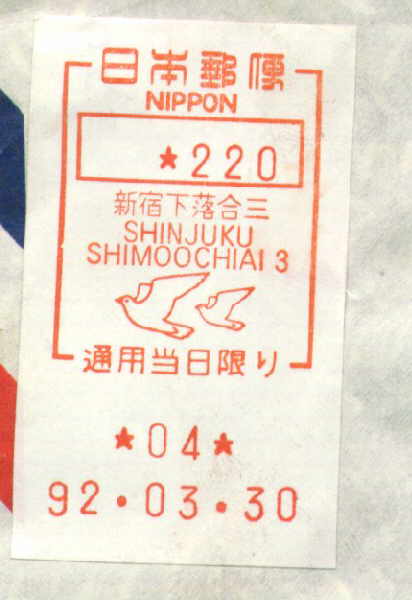 日本郵便
NIPPON
★220
新宿下落合三
SHINJUKU
SHIMOOCHIAI 3
通用当日限り
★04★
92.03.30